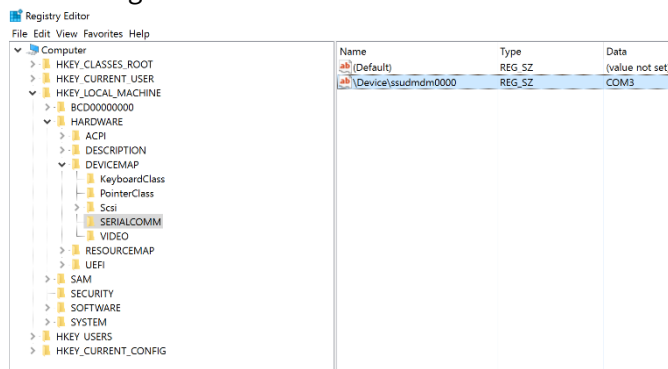 Registry Editor
File Edit View Favorites Help
Computer
HKEY_CLASSES_ROOT
HKEY_CURRENT_USER
HKEY_LOCAL_MACHINE
BCD00000000
HARDWARE
ACPI
DESCRIPTION
DEVICEMAP
KeyboardClass
PointerClass
Scsi
SERIALCOMM
VIDEO
RESOURCEMAP
UEFI
SAM
SECURITY
SOFTWARE
SYSTEM
HKEY_USERS
HKEY_CURRENT_CONFIG
Name Type Data
ab (Default) REG_SZ (value not set
ab \Device\ssudmdm0000 REG_SZ COM3